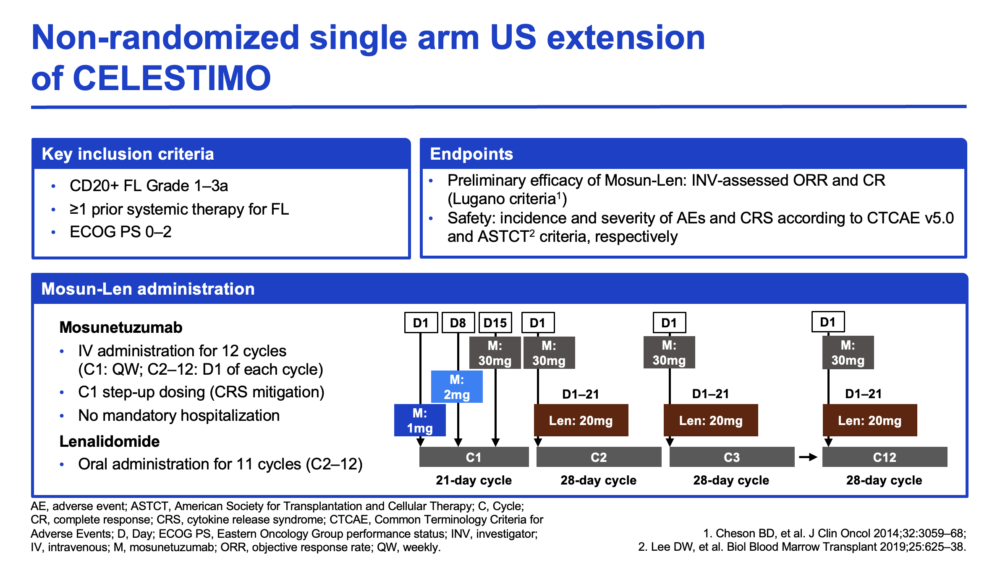 Non-randomized single arm US extension
of CELESTIMO
Key inclusion criteria
• CD20+ FL Grade 1–3a
• ≥1 prior systemic therapy for FL
• ECOG PS 0–2
Endpoints
• Preliminary efficacy of Mosun-Len: INV-assessed ORR and CR
(Lugano criteria¹)
• Safety: incidence and severity of AEs and CRS according to CTCAE v5.0
and ASTCT² criteria, respectively
Mosun-Len administration
Mosunetuzumab
• IV administration for 12 cycles
(C1: QW; C2–12: D1 of each cycle)
• C1 step-up dosing (CRS mitigation)
• No mandatory hospitalization
Lenalidomide
• Oral administration for 11 cycles (C2–12)
D1 D8 D15 D1 D1 D1
M:
30mg
M:
30mg
M:
30mg
M:
30mg
M:
2mg
D1–21 D1–21 D1–21
M:
1mg
Len: 20mg Len: 20mg Len: 20mg
C1 C2 C3 C12
21-day cycle 28-day cycle 28-day cycle 28-day cycle
AE, adverse event; ASTCT, American Society for Transplantation and Cellular Therapy; C, Cycle;
CR, complete response; CRS, cytokine release syndrome; CTCAE, Common Terminology Criteria for
Adverse Events; D, Day; ECOG PS, Eastern Oncology Group performance status; INV, investigator;
IV, intravenous; M, mosunetuzumab; ORR, objective response rate; QW, weekly.
1. Cheson BD, et al. J Clin Oncol 2014;32:3059–68;
2. Lee DW, et al. Biol Blood Marrow Transplant 2019;25:625–38.